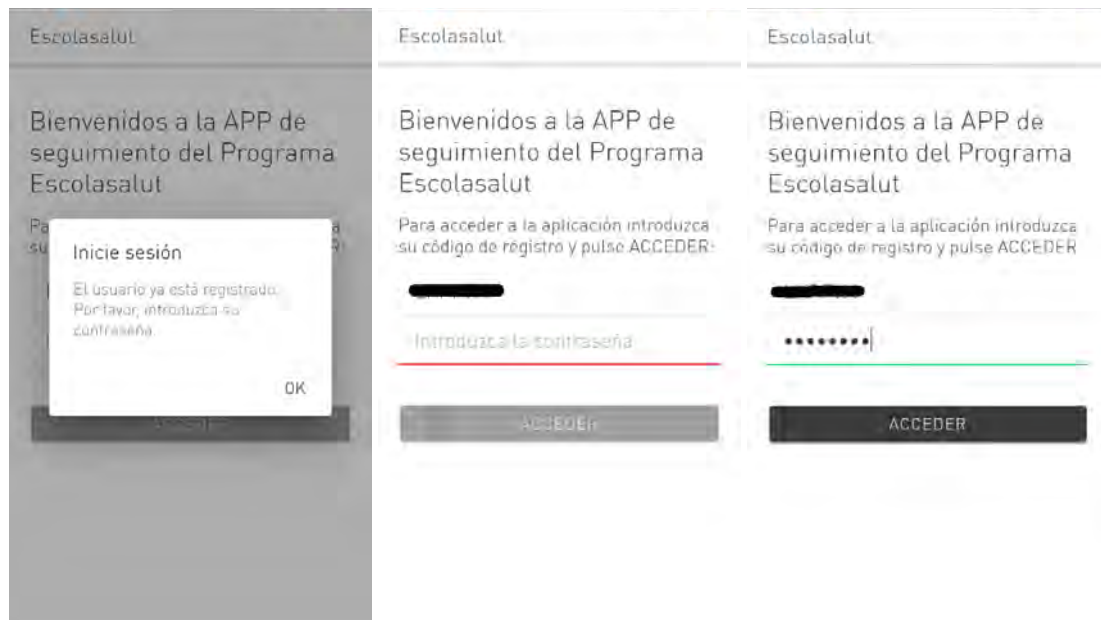 Escolasalut
Bienvenidos a la APP de
seguimiento del Programa
Escolasalut
Pa
su
Inicie sesión
El usuario ya está registrado.
Por favor, introduzca su
contraseña.
OK
Escolasalut
Bienvenidos a la APP de
seguimiento del Programa
Escolasalut
Para acceder a la aplicación introduzca
su código de registro y pulse ACCEDER:
Introduzca la contraseña
ACCEDER
Escolasalut
Bienvenidos a la APP de
seguimiento del Programa
Escolasalut
Para acceder a la aplicación introduzca
su código de registro y pulse ACCEDER
••••••••
ACCEDER